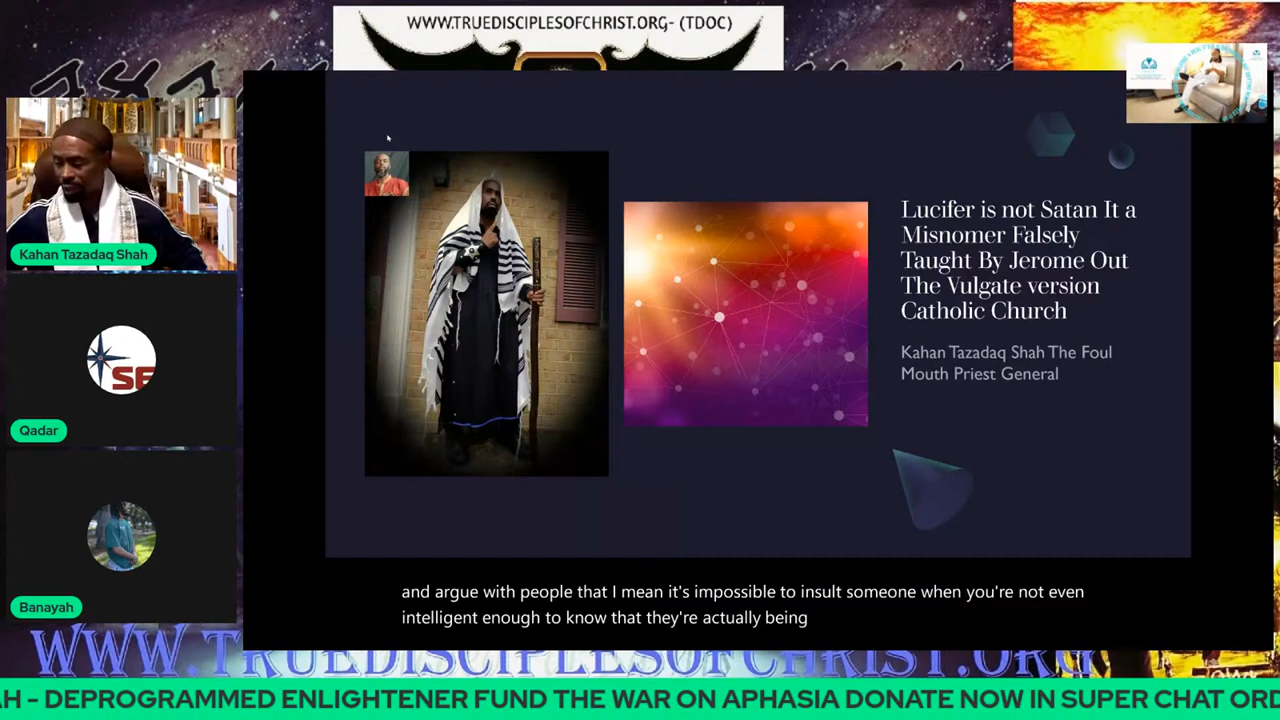 WWW.TRUEDISCIPLESOFCHRIST.ORG- (TDOC)
Kahan Tazadaq Shah
Qadar
SE
Banayah
Lucifer is not Satan It a
Misnomer Falsely
Taught By Jerome Out
The Vulgate version
Catholic Church
Kahan Tazadaq Shah The Foul
Mouth Priest General
and argue with people that I mean it's impossible to insult someone when you're not even
intelligent enough to know that they're actually being
WWW.TRUEDISCIPLESOFCHRIST.ORG
AH - DEPROGRAMMED ENLIGHTENER FUND THE WAR ON APHASIA DONATE NOW IN SUPER CHAT ORD